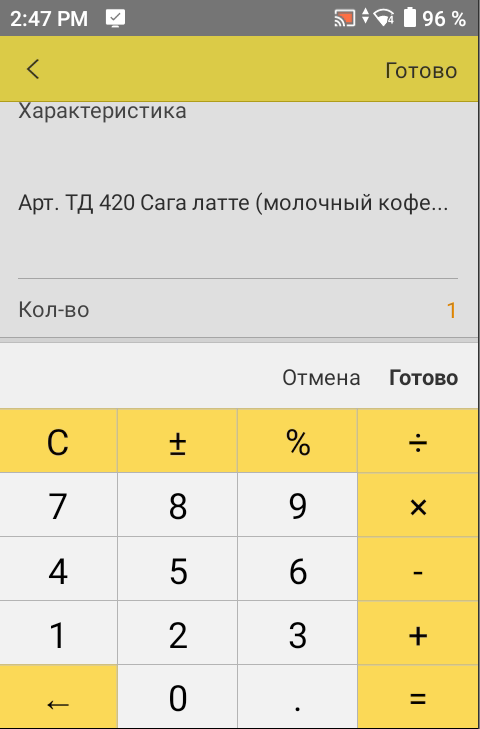 2:47 PM 96 %
Готово
Характеристика
Арт. ТД 420 Сага латте (молочный кофе...
Кол-во 1
Отмена Готово
C ± % ÷
7 8 9 ×
4 5 6 -
1 2 3 +
← 0 . =